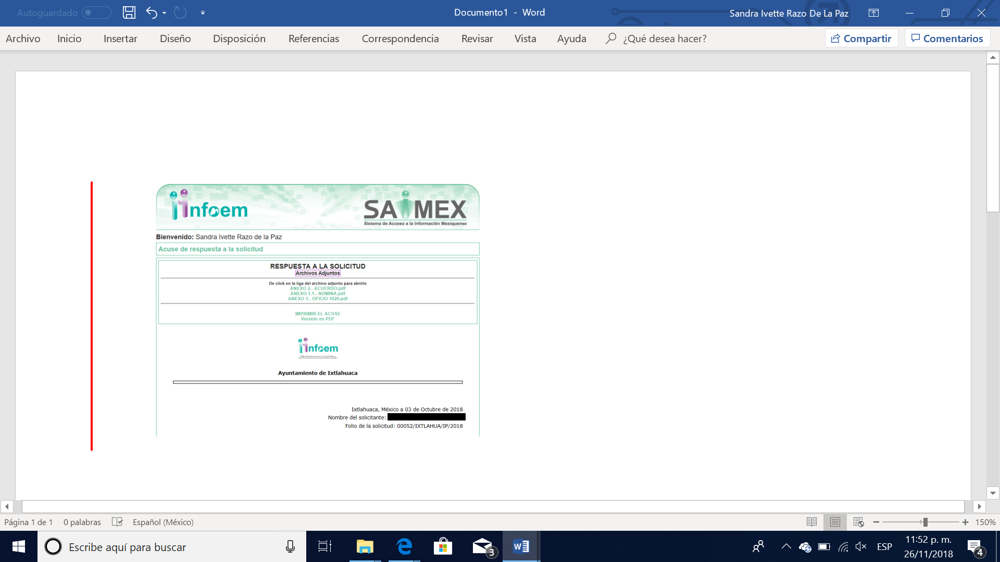 Autoguardado
Documento1 - Word
Sandra Ivette Razo De La Paz
Archivo Inicio Insertar Diseño Disposición Referencias Correspondencia Revisar Vista Ayuda ¿Qué desea hacer? Compartir Comentarios
infoem
SAIMEX
Sistema de Acceso a la Información Mexiquense
Bienvenido: Sandra Ivette Razo de la Paz
Acuse de respuesta a la solicitud
RESPUESTA A LA SOLICITUD
Archivos Adjuntos
De click en la liga del archivo adjunto para abrirlo
ANEXO 2.- ACUERDO.pdf
ANEXO 1.1.- NOMINA.pdf
ANEXO 1.- OFICIO 1020.pdf
IMPRIMIR EL ACUSE
Versión en PDF
infoem
Ayuntamiento de Ixtlahuaca
Ixtlahuaca, México a 03 de Octubre de 2018
Nombre del solicitante:
Folio de la solicitud: 00052/IXTLAHUA/IP/2018
Página 1 de 1 0 palabras Español (México) 150%
Escribe aquí para buscar
3
ESP
11:52 p. m.
26/11/2018
4